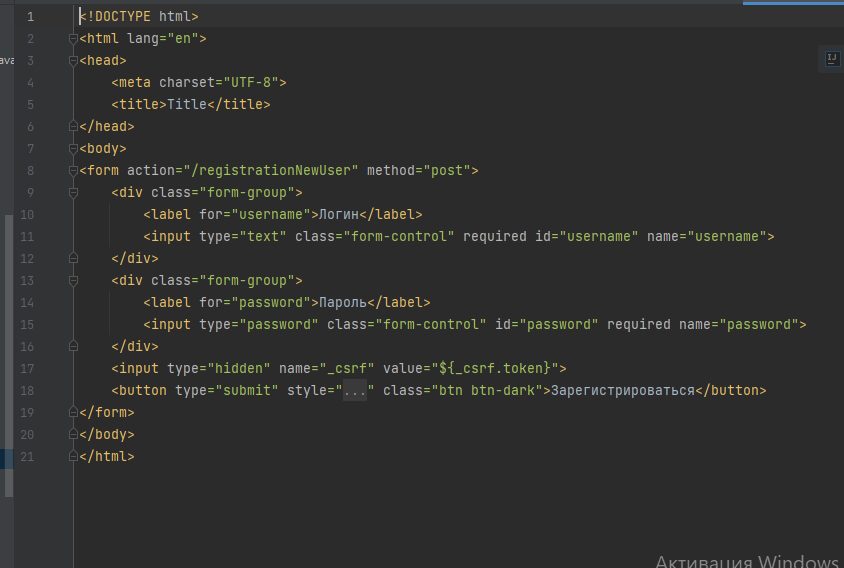 1 <!DOCTYPE html>
2 <html lang="en">
3 <head>
4     <meta charset="UTF-8">
5     <title>Title</title>
6 </head>
7 <body>
8 <form action="/registrationNewUser" method="post">
9     <div class="form-group">
10         <label for="username">Логин</label>
11         <input type="text" class="form-control" required id="username" name="username">
12     </div>
13     <div class="form-group">
14         <label for="password">Пароль</label>
15         <input type="password" class="form-control" id="password" required name="password">
16     </div>
17     <input type="hidden" name="_csrf" value="${_csrf.token}">
18     <button type="submit" style="..." class="btn btn-dark">Зарегистрироваться</button>
19 </form>
20 </body>
21 </html>
ava
IJ
Активация Windows